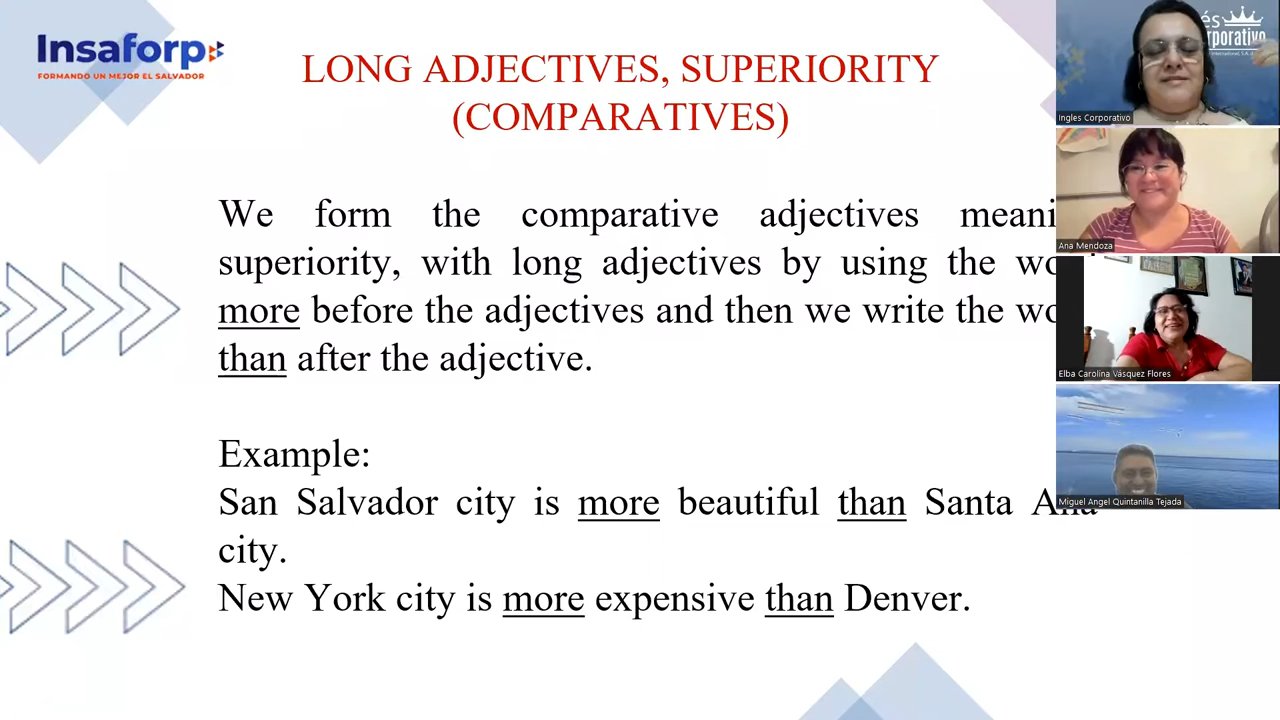 Insaforp
FORMANDO UN MEJOR EL SALVADOR
LONG ADJECTIVES, SUPERIORITY
(COMPARATIVES)
We form the comparative adjectives
superiority, with long adjectives by using the
more before the adjectives and then we write the
than after the adjective.
Example:
San Salvador city is more beautiful than Santa Ana
city.
New York city is more expensive than Denver.
Ingles Corporativo
Ana Mendoza
Elba Carolina Vásquez Flores
Miguel Angel Quintanilla Tejada